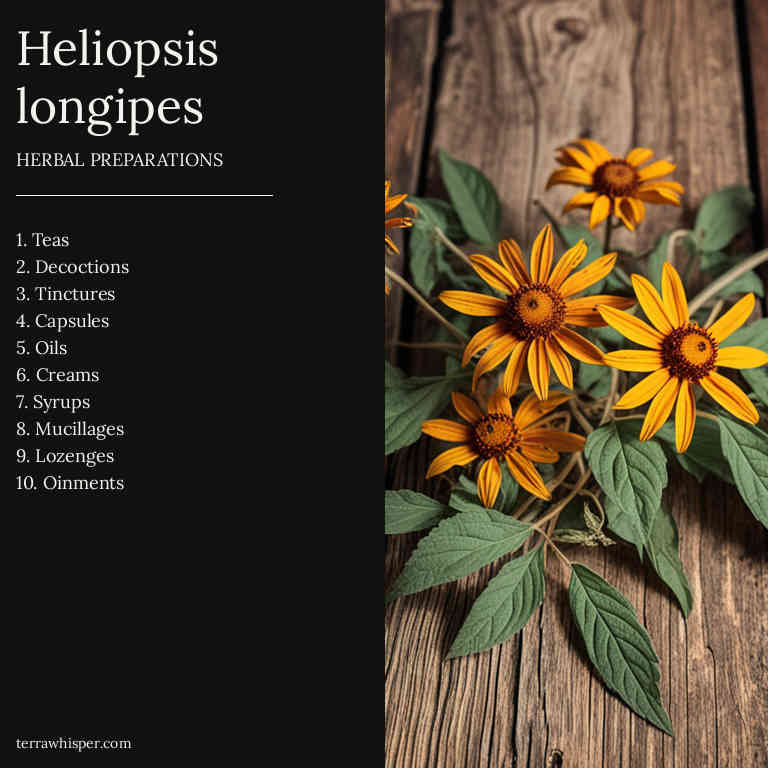 Heliopsis
longipes
HERBAL PREPARATIONS
1. Teas
2. Decoctions
3. Tinctures
4. Capsules
5. Oils
6. Creams
7. Syrups
8. Mucillages
9. Lozenges
10. Oinments
terrawhisper.com